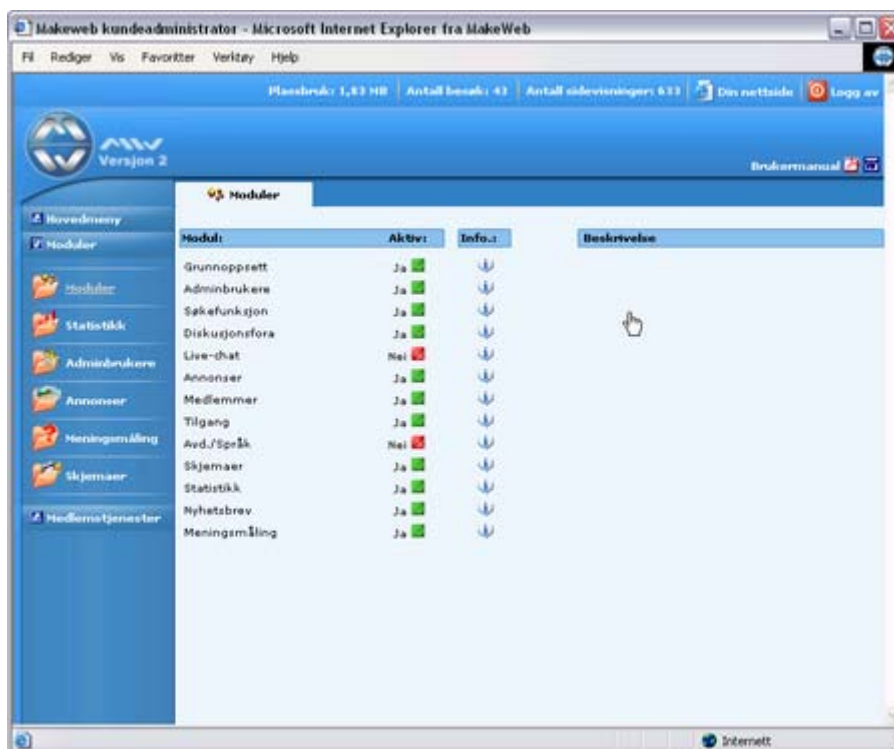 Makeweb kundeadministrator - Microsoft Internet Explorer fra MakeWeb
Fil Rediger Vis Favoritter Verktøy Hjelp
Plassbruk: 1,83 MB Antall besøk: 43 Antall sidevisninger: 633 Din nettside Logg av
Versjon 2
Brukermanual
Moduler
Hovedmeny
Moduler
Moduler
Statistikk
Adminbrukere
Annonser
Meningsmåling
Skjemaer
Medlemstjenester
Modul: Aktiv: Info.: Beskrivelse
Grunnoppsett Ja
Adminbrukere Ja
Søkefunksjon Ja
Diskusjonsfora Ja
Live-chat Nei
Annonser Ja
Medlemmer Ja
Tilgang Ja
Avd./Språk Nei
Skjemaer Ja
Statistikk Ja
Nyhetsbrev Ja
Meningsmåling Ja
Internett